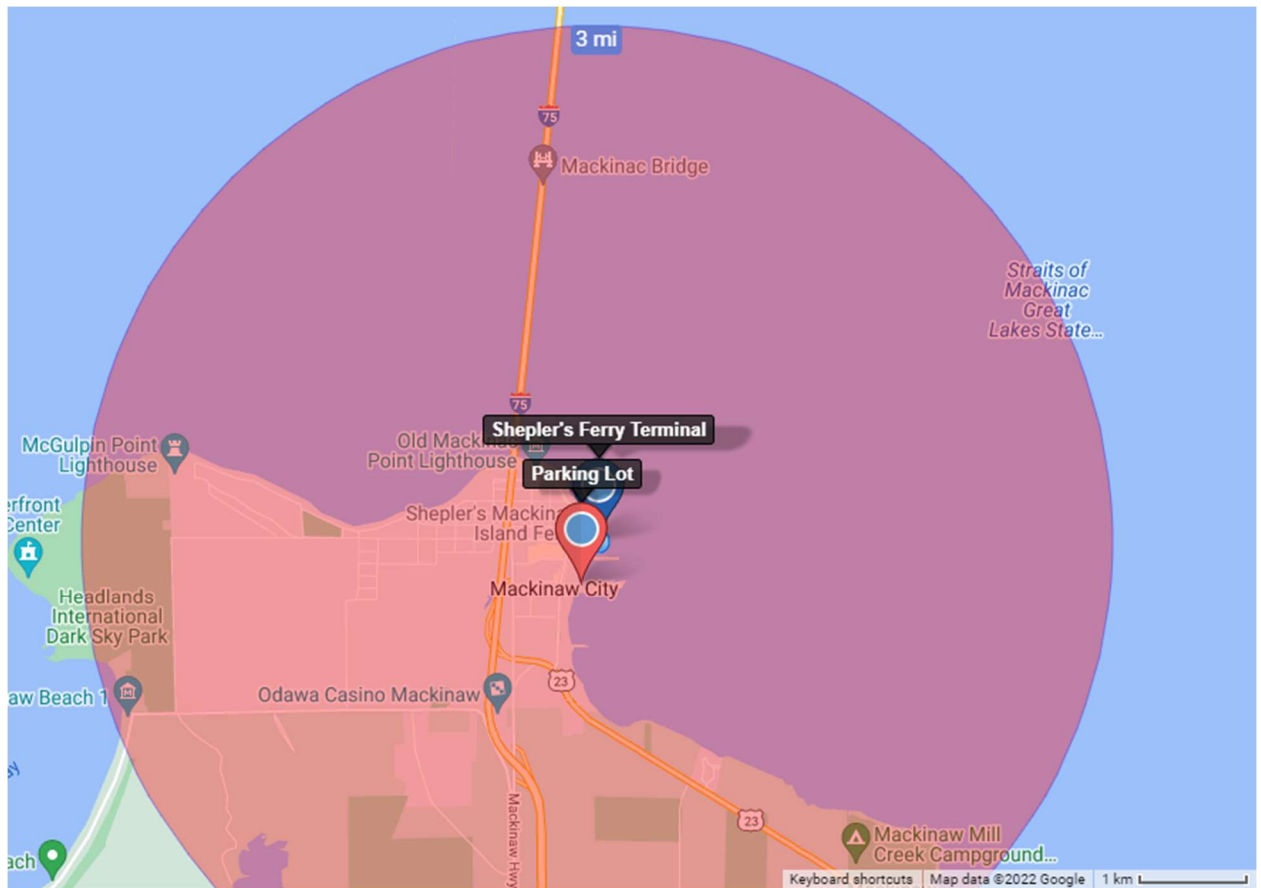 3 mi
75
Mackinac Bridge
Straits of
Mackinac
Great
Lakes State...
75
Shepler's Ferry Terminal
McGulpin Point
Lighthouse
Old Mackin
Point Lighthouse
Parking Lot
erfront
Center
Shepler's Mackina
Island Fe
Mackinaw City
Headlands
International
Dark Sky Park
23
aw Beach 1
Odawa Casino Mackinaw
Mackinaw Hwy
23
Mackinaw Mill
Creek Campground...
ach
Keyboard shortcuts Map data ©2022 Google 1 km